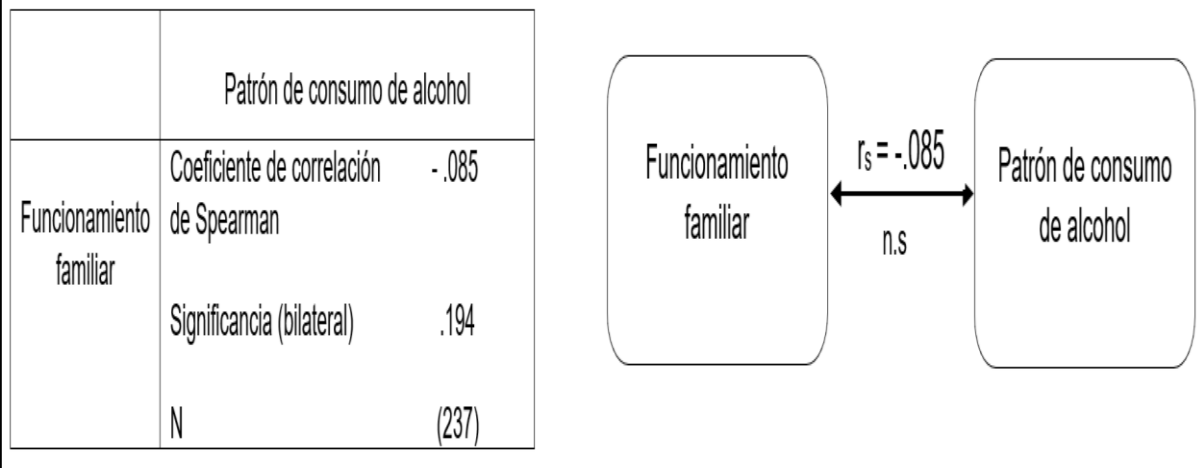 Patrón de consumo de alcohol
Funcionamiento
familiar
Coeficiente de correlación - .085
de Spearman
Significancia (bilateral) .194
N (237)
Funcionamiento
familiar
rₛ = -.085
n.s
Patrón de consumo
de alcohol